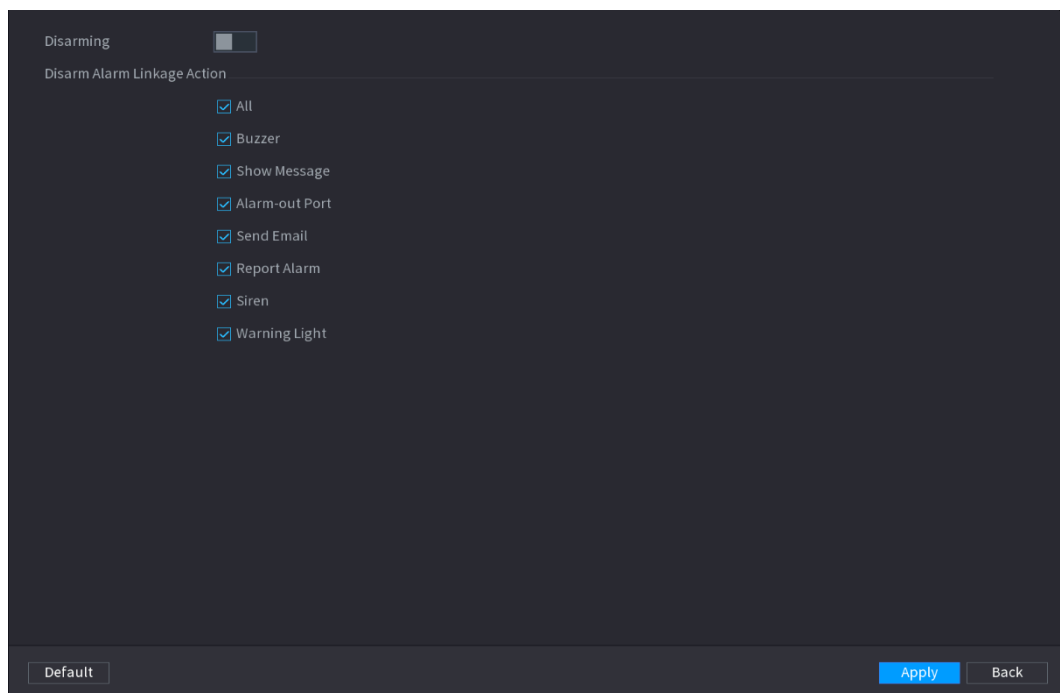 Disarming
Disarm Alarm Linkage Action
All
Buzzer
Show Message
Alarm-out Port
Send Email
Report Alarm
Siren
Warning Light
Default Apply Back